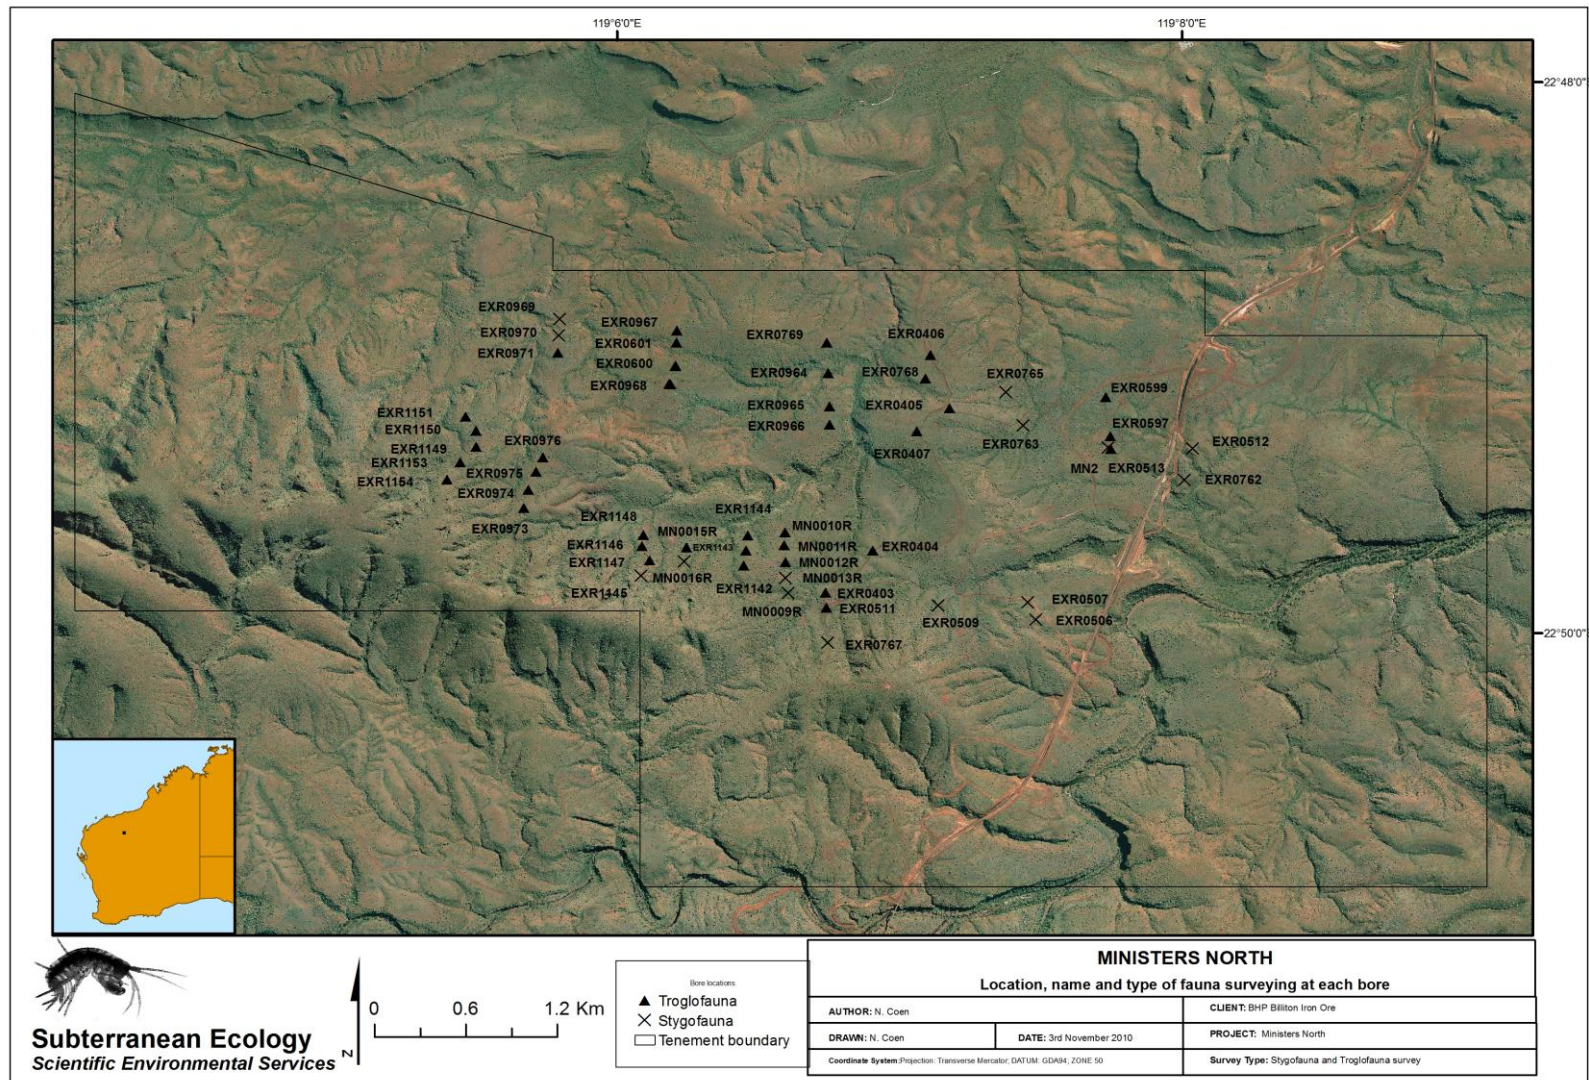 119°6'0"E
119°8'0"E
22°48'0"S
22°50'0"S
EXR0969
EXR0970
EXR0971
EXR0967
EXR0601
EXR0600
EXR0968
EXR0769
EXR0964
EXR0965
EXR0966
EXR0406
EXR0768
EXR0405
EXR0407
EXR0765
EXR0763
EXR0599
EXR0597
MN2
EXR0513
EXR0512
EXR0762
EXR1151
EXR1150
EXR1149
EXR1153
EXR1154
EXR0976
EXR0975
EXR0974
EXR0973
EXR1148
EXR1146
EXR1147
EXR1145
MN0015R
EXR1143
MN0016R
EXR1144
EXR1142
MN0010R
MN0011R
MN0012R
MN0013R
MN0009R
EXR0404
EXR0403
EXR0511
EXR0767
EXR0509
EXR0507
EXR0506
Subterranean Ecology
Scientific Environmental Services
N
0 0.6 1.2 Km
Bore locations
Troglofauna
Stygofauna
Tenement boundary
MINISTERS NORTH
Location, name and type of fauna surveying at each bore
AUTHOR: N. Coen
CLIENT: BHP Billiton Iron Ore
DRAWN: N. Coen
DATE: 3rd November 2010
PROJECT: Ministers North
Coordinate System:Projection: Transverse Mercator; DATUM: GDA94; ZONE 50
Survey Type: Stygofauna and Troglofauna survey